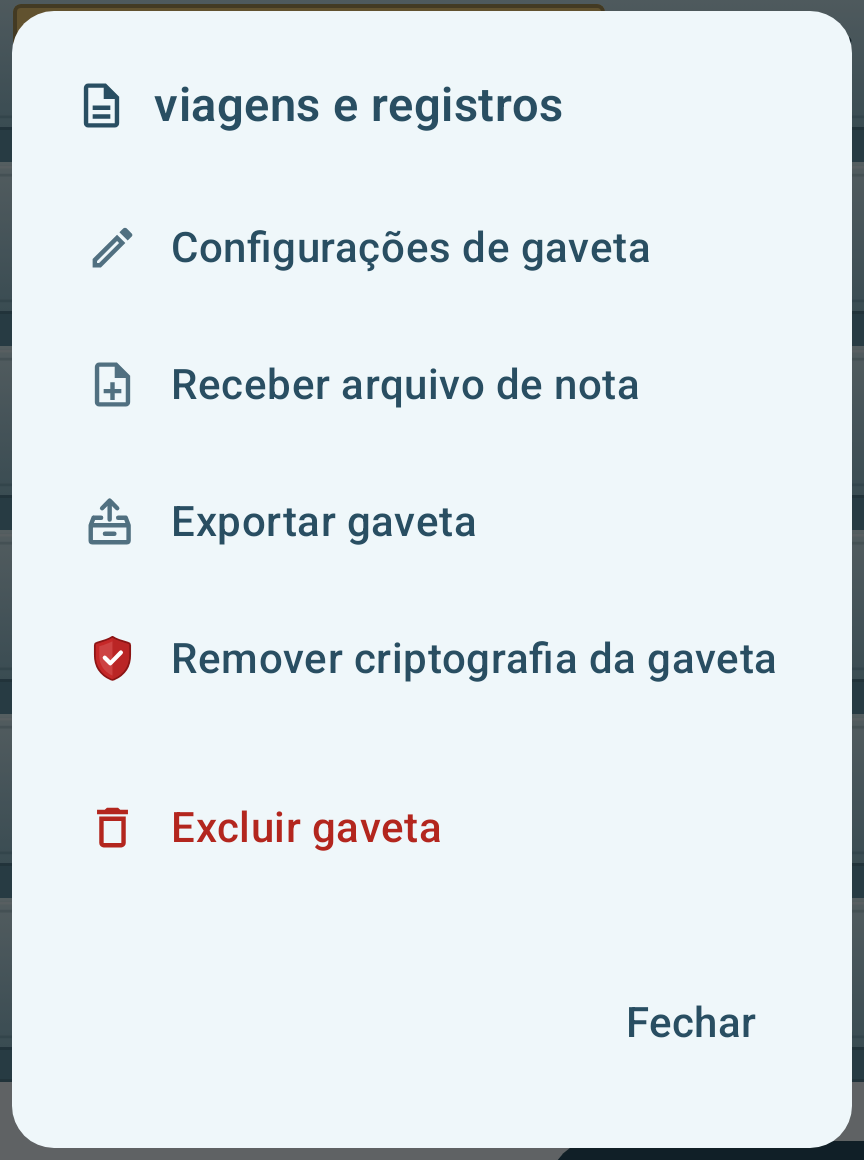 viagens e registros
Configurações de gaveta
Receber arquivo de nota
Exportar gaveta
Remover criptografia da gaveta
Excluir gaveta
Fechar